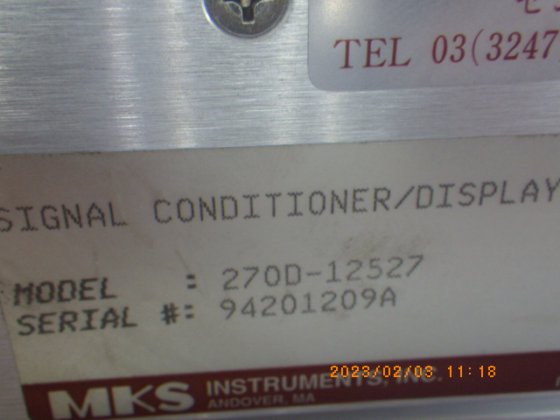 TEL 03(3247
SIGNAL CONDITIONER/DISPLAY
MODEL : 270D-12527
SERIAL #: 94201209A
2023/02/03 11:18
MKS INSTRUMENTS, INC.
ANDOVER, MA